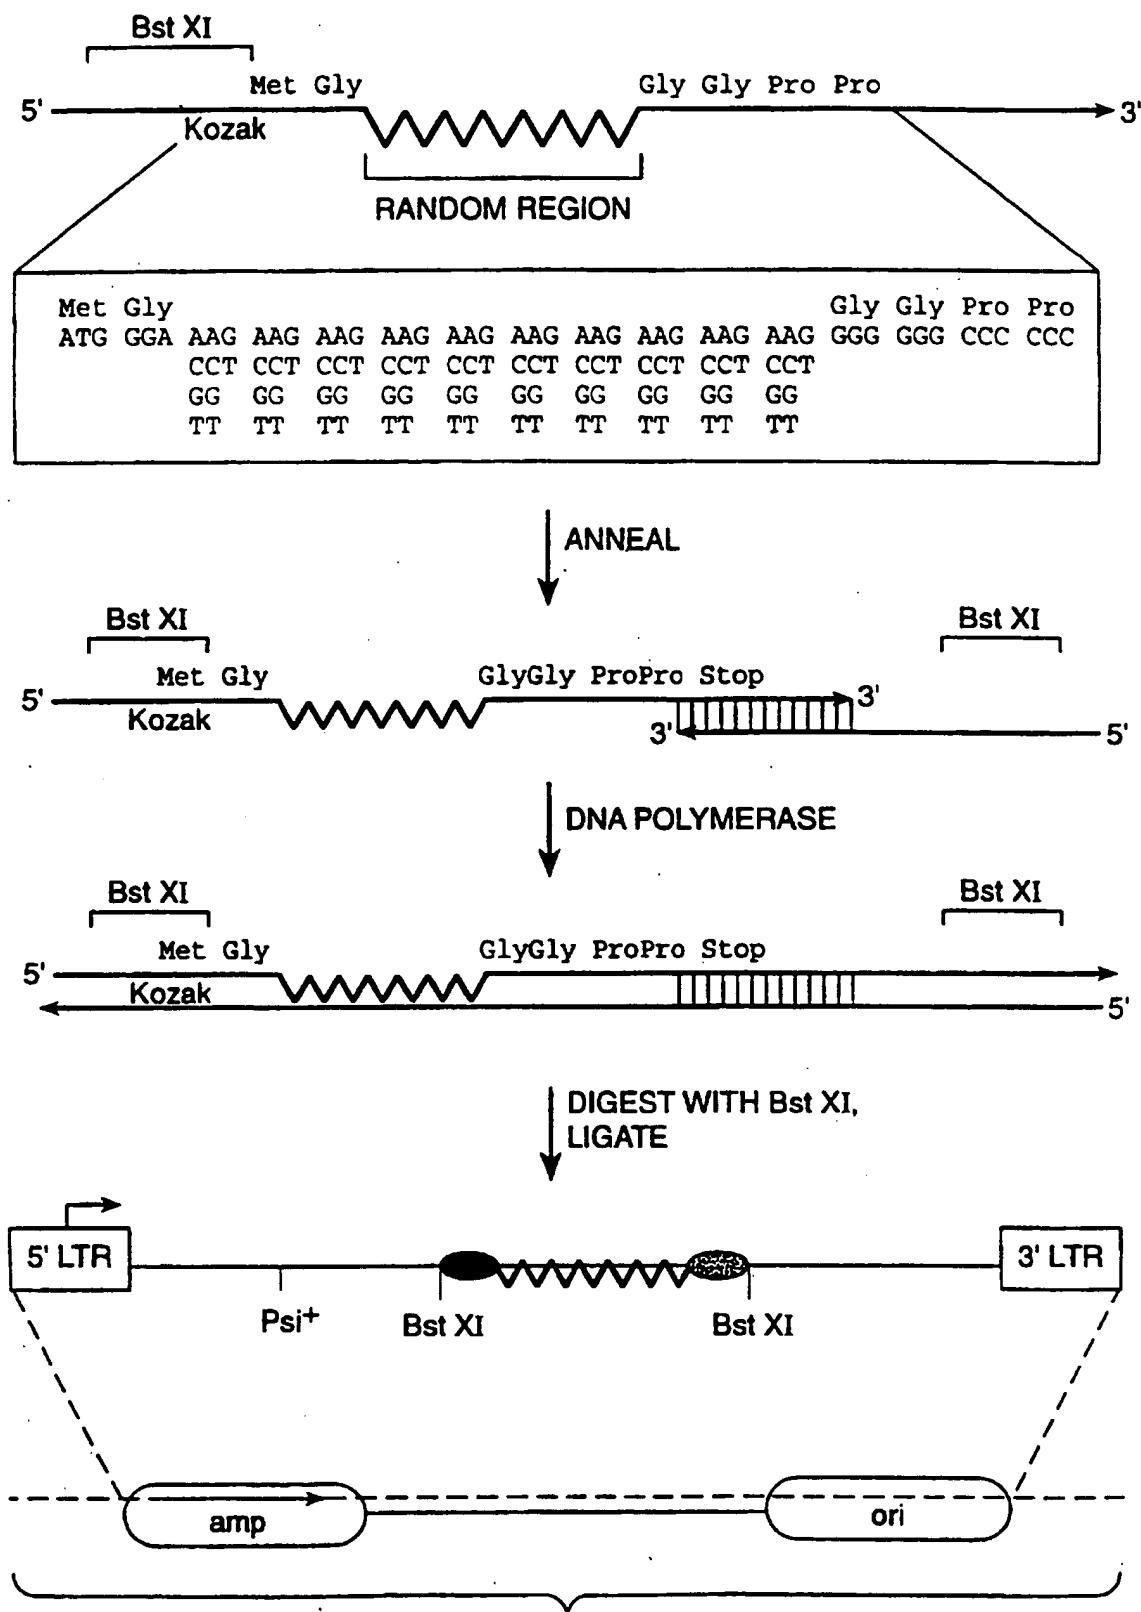 Bst XI
Met Gly Gly Gly Pro Pro
5' 3'
Kozak
RANDOM REGION
Met Gly Gly Gly Pro Pro
ATG GGA AAG AAG AAG AAG AAG AAG AAG AAG AAG AAG GGG GGG CCC CCC
CCT CCT CCT CCT CCT CCT CCT CCT CCT CCT
GG GG GG GG GG GG GG GG GG GG
TT TT TT TT TT TT TT TT TT TT
ANNEAL
Bst XI Bst XI
Met Gly GlyGly ProPro Stop
5' 3'
Kozak 3' 5'
DNA POLYMERASE
Bst XI Bst XI
Met Gly GlyGly ProPro Stop
5'
Kozak 5'
DIGEST WITH Bst XI,
LIGATE
5' LTR 3' LTR
Psi+ Bst XI Bst XI
amp ori